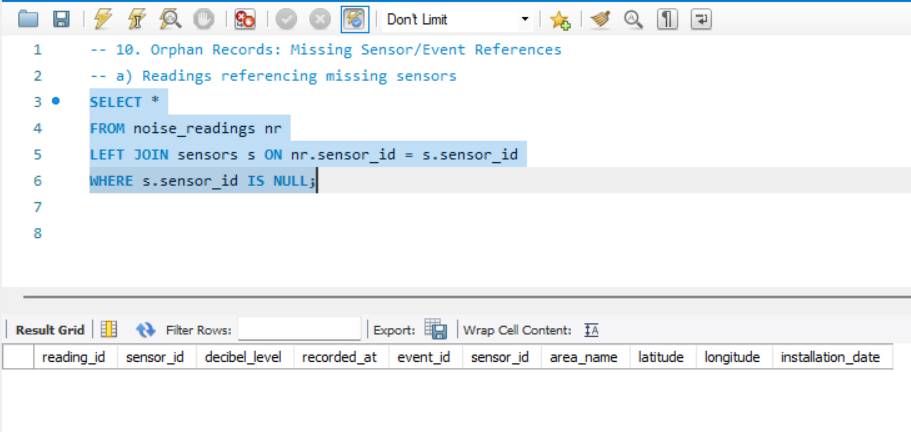 Don't Limit
1 -- 10. Orphan Records: Missing Sensor/Event References
2 -- a) Readings referencing missing sensors
3 SELECT *
4 FROM noise_readings nr
5 LEFT JOIN sensors s ON nr.sensor_id = s.sensor_id
6 WHERE s.sensor_id IS NULL;
7
8
Result Grid Filter Rows: Export: Wrap Cell Content:
reading_id sensor_id decibel_level recorded_at event_id sensor_id area_name latitude longitude installation_date